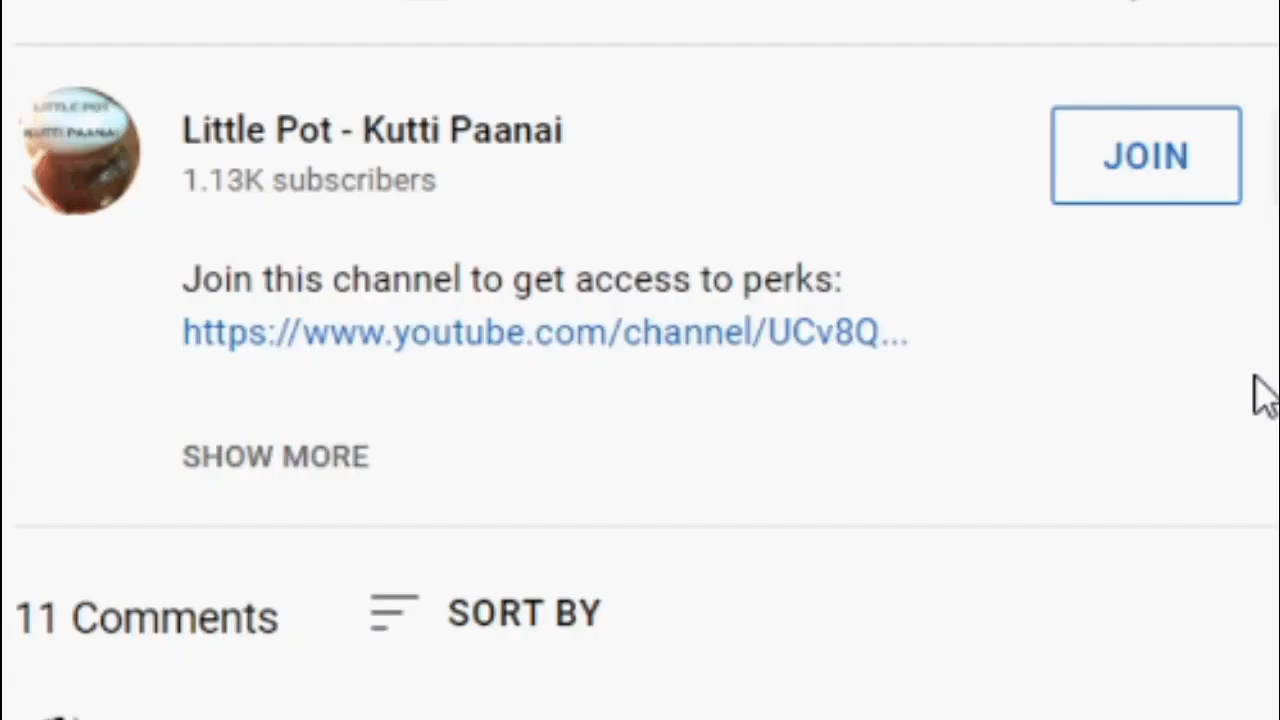 LITTLE POT
KUTTI PAANAI
Little Pot - Kutti Paanai
1.13K subscribers
JOIN
Join this channel to get access to perks:
https://www.youtube.com/channel/UCv8Q...
SHOW MORE
11 Comments
SORT BY